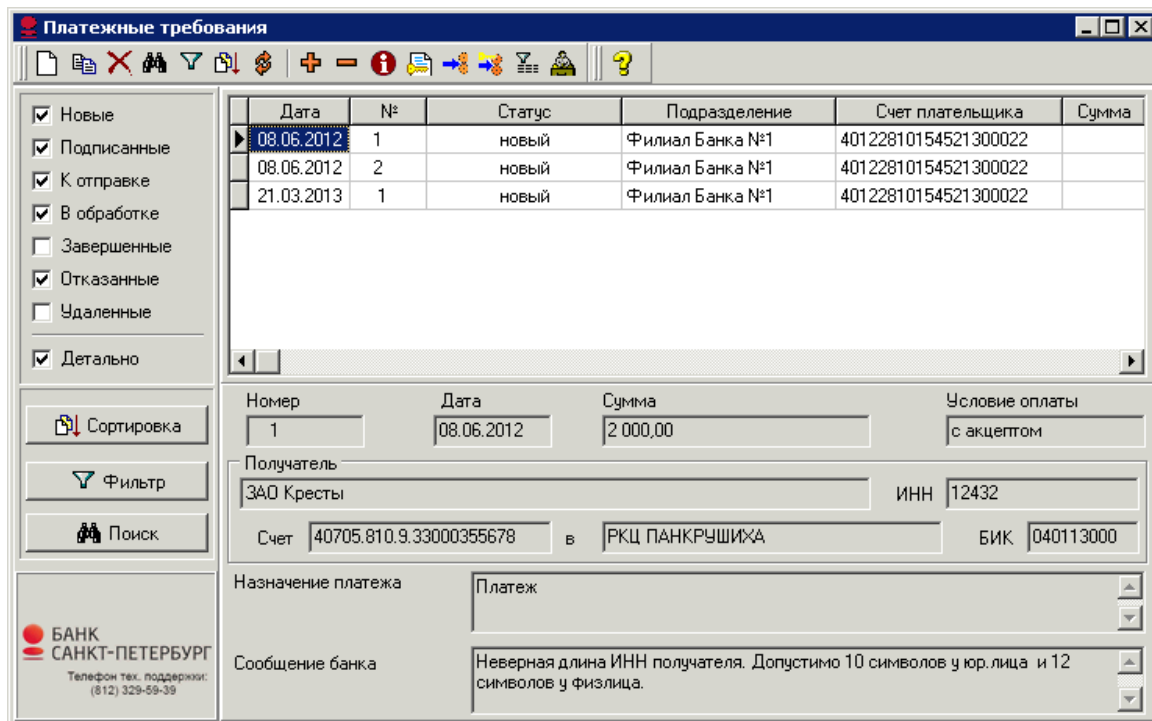 Платежные требования
Новые
Подписанные
К отправке
В обработке
Завершенные
Отказанные
Удаленные
Детально
Сортировка
Фильтр
Поиск
БАНК
САНКТ-ПЕТЕРБУРГ
Телефон тех. поддержки:
(812) 329-59-39
Дата № Статус Подразделение Счет плательщика Сумма
08.06.2012 1 новый Филиал Банка №1 40122810154521300022
08.06.2012 2 новый Филиал Банка №1 40122810154521300022
21.03.2013 1 новый Филиал Банка №1 40122810154521300022
Номер Дата Сумма Условие оплаты
1 08.06.2012 2 000,00 с акцептом
Получатель
ЗАО Кресты ИНН 12432
Счет 40705.810.9.33000355678 в РКЦ ПАНКРУШИХА БИК 040113000
Назначение платежа Платеж
Сообщение банка Неверная длина ИНН получателя. Допустимо 10 символов у юр.лица и 12
символов у физлица.